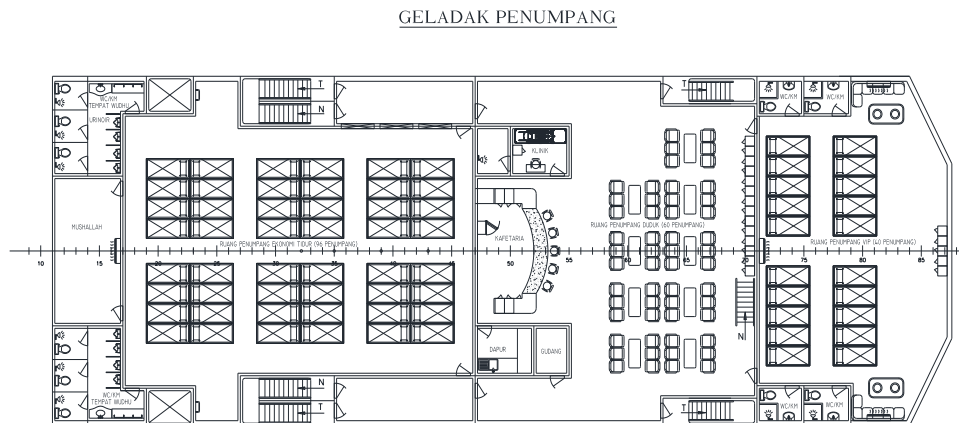 GELADAK PENUMPANG
WC/KM
TEMPAT WUDHU
URINOIR
T
N
T
WC/KM
WC/KM
KLINIK
MUSHALLAH
RUANG PENUMPANG EKONOMI TIDUR (96 PENUMPANG)
KAFETARIA
RUANG PENUMPANG DUDUK (60 PENUMPANG)
RUANG PENUMPANG VIP (40 PENUMPANG)
10 15 20 25 30 35 40 45 50 55 60 65 70 75 80 85
N
DAPUR
GUDANG
WC/KM
TEMPAT WUDHU
N
T
T
WC/KM
WC/KM